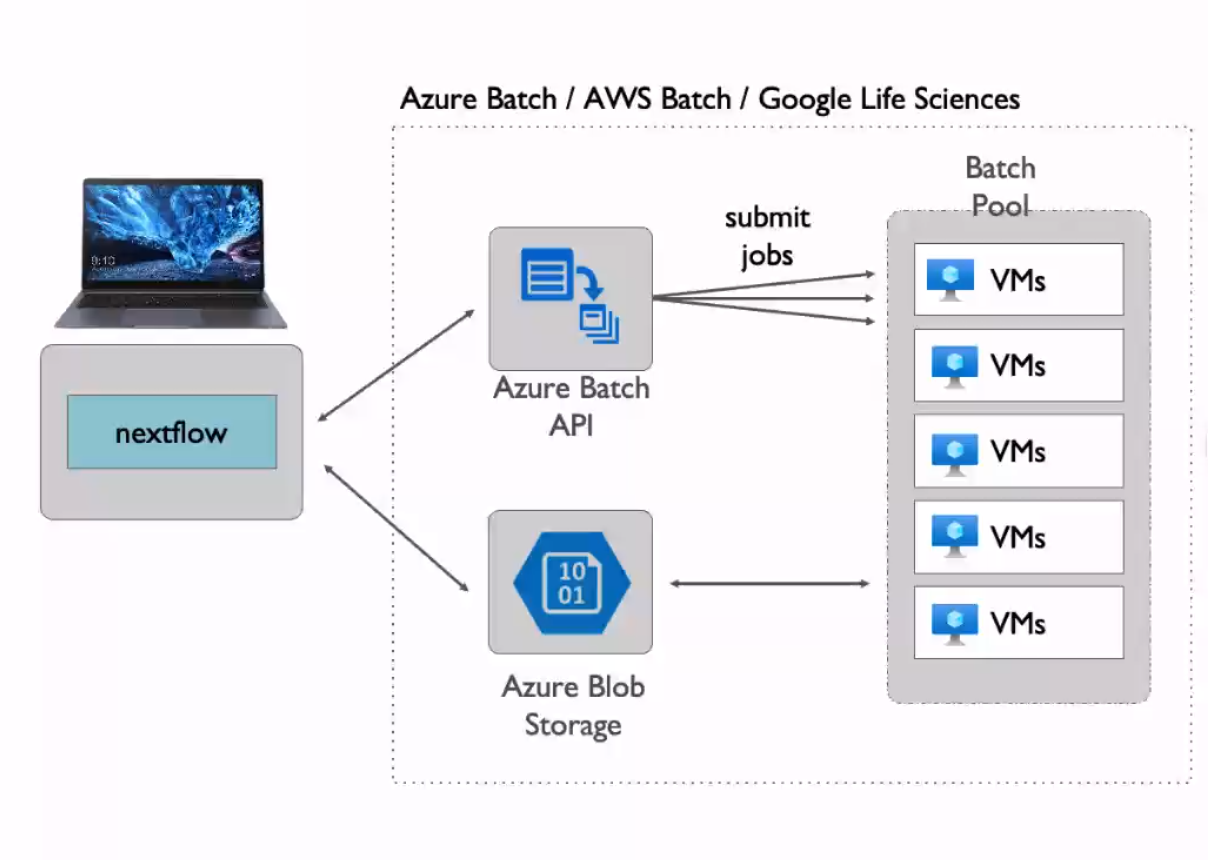 Azure Batch / AWS Batch / Google Life Sciences
Batch
Pool
submit
jobs
VMs
Azure Batch
API
nextflow
VMs
VMs
VMs
VMs
10
01
Azure Blob
Storage